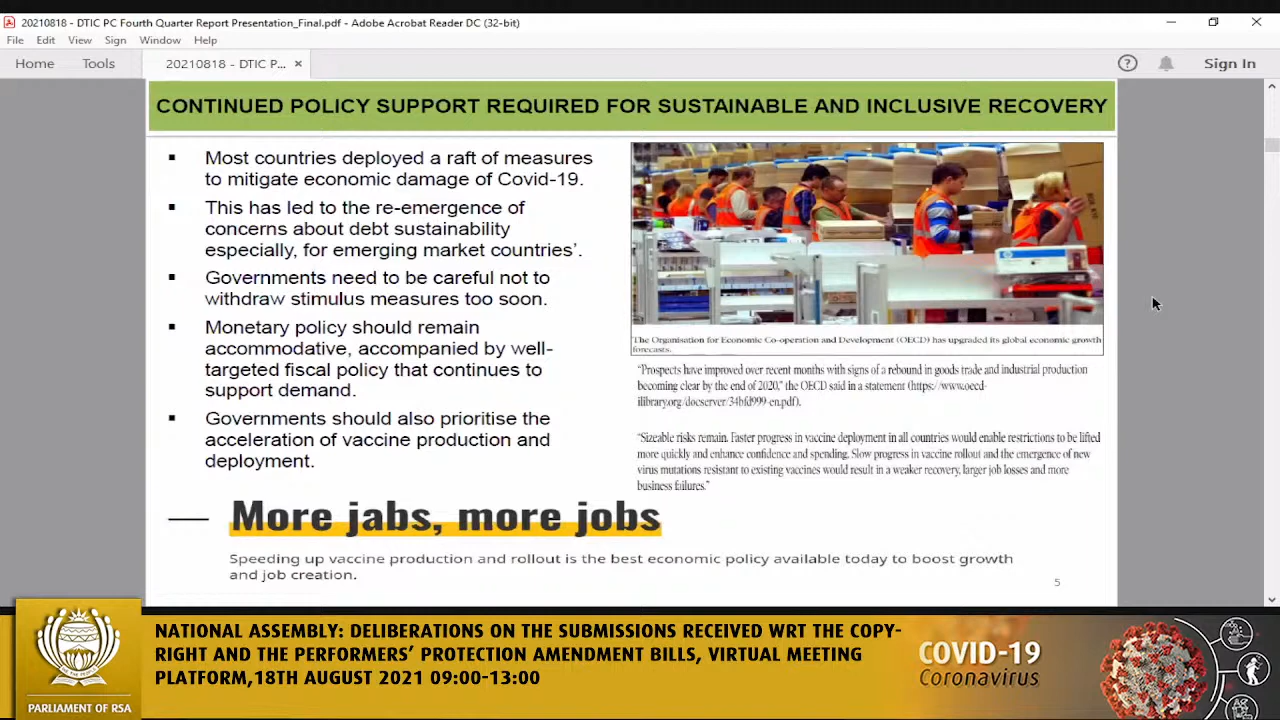 20210818 - DTIC PC Fourth Quarter Report Presentation_Final.pdf - Adobe Acrobat Reader DC (32-bit)
File Edit View Sign Window Help
Home Tools 20210818 - DTIC P... × Sign In
CONTINUED POLICY SUPPORT REQUIRED FOR SUSTAINABLE AND INCLUSIVE RECOVERY
▪ Most countries deployed a raft of measures
to mitigate economic damage of Covid-19.
▪ This has led to the re-emergence of
concerns about debt sustainability
especially, for emerging market countries’.
▪ Governments need to be careful not to
withdraw stimulus measures too soon.
▪ Monetary policy should remain
accommodative, accompanied by well-
targeted fiscal policy that continues to
support demand.
▪ Governments should also prioritise the
acceleration of vaccine production and
deployment.
The Organisation for Economic Co-operation and Development (OECD) has upgraded its global economic growth
forecasts.
“Prospects have improved over recent months with signs of a rebound in goods trade and industrial production
becoming clear by the end of 2020,” the OECD said in a statement (https://www.oecd-
ilibrary.org/docserver/34bfd999-en.pdf).
“Sizeable risks remain. Faster progress in vaccine deployment in all countries would enable restrictions to be lifted
more quickly and enhance confidence and spending. Slow progress in vaccine rollout and the emergence of new
virus mutations resistant to existing vaccines would result in a weaker recovery, larger job losses and more
business failures.”
More jabs, more jobs
Speeding up vaccine production and rollout is the best economic policy available today to boost growth
and job creation.
5
PARLIAMENT OF RSA
NATIONAL ASSEMBLY: DELIBERATIONS ON THE SUBMISSIONS RECEIVED WRT THE COPY-
RIGHT AND THE PERFORMERS’ PROTECTION AMENDMENT BILLS, VIRTUAL MEETING
PLATFORM,18TH AUGUST 2021 09:00-13:00
COVID-19
Coronavirus